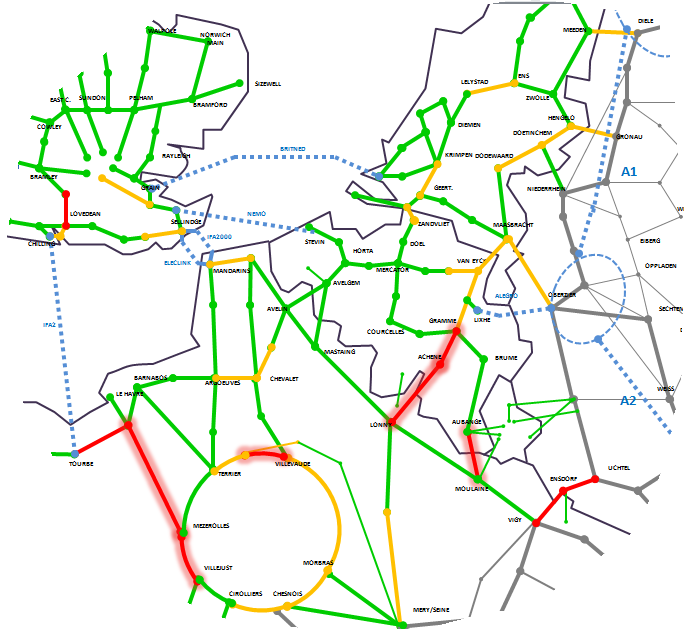 WALPOLE
NORWICH
MAIN
DIELE
MEEDEN
EAST C.
SUNDON
PELHAM
SIZEWELL
BRAMFORD
LELYSTAD
ENS
ZWOLLE
COWLEY
DIEMEN
HENGELO
DOETINCHEM
GRONAU
BRITNED
RAYLEIGH
KRIMPEN
DODEWAARD
BRAMLEY
GRAIN
GEERT.
NIEDERRHEIN
A1
LOVEDEAN
SELLINDGE
NEMO
ZANDVLIET
MAASBRACHT
CHILLING
IFA2000
STEVIN
HORTA
DOEL
EIBERG
ELECLINK
MANDARINS
MERCATOR
VAN EYCK
OPPLADEN
AVELGEM
ALEGRO
OBERZIER
AVELIN
GRAMME
LIXHE
SECHTEN
IFA2
COURCELLES
MASTAING
ACHENE
BRUME
BARNABOS
ARGOEUVES
CHEVALET
LE HAVRE
WEISS
A2
LONNY
AUBANGE
TOURBE
TERRIER
VILLEVAUDE
UCHTEL
ENSDORF
MOULAINE
VIGY
MEZEROLLES
VILLEJUST
MORBRAS
CIROLLIERS
CHESNOIS
MERY/SEINE